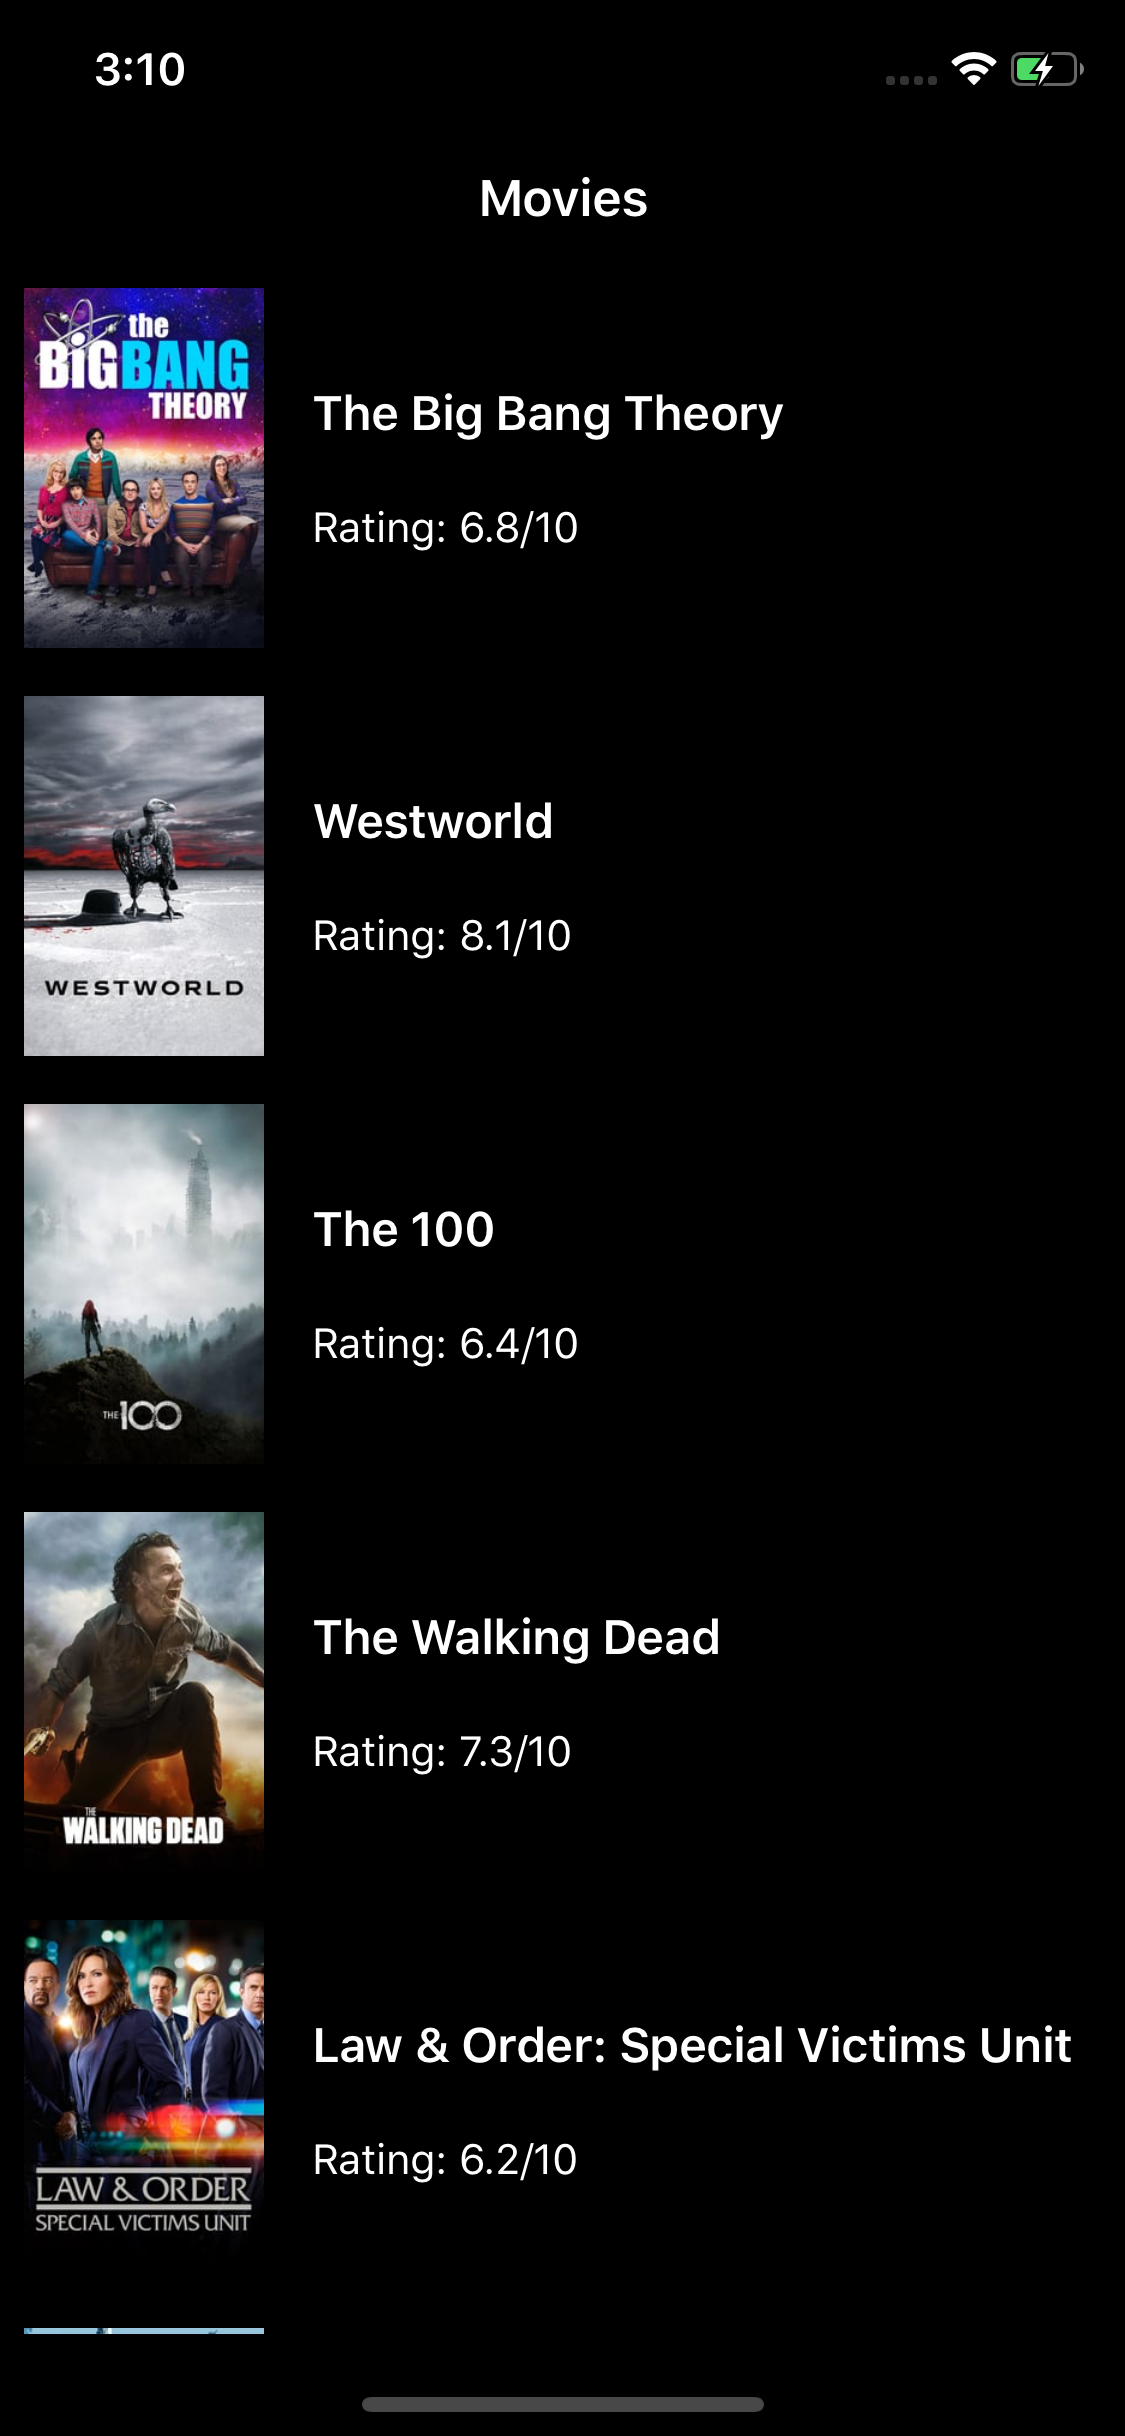 3:10
Movies
the
BiGBANG
THEORY
The Big Bang Theory
Rating: 6.8/10
WESTWORLD
Westworld
Rating: 8.1/10
THE 100
The 100
Rating: 6.4/10
THE
WALKING DEAD
The Walking Dead
Rating: 7.3/10
LAW & ORDER
SPECIAL VICTIMS UNIT
Law & Order: Special Victims Unit
Rating: 6.2/10